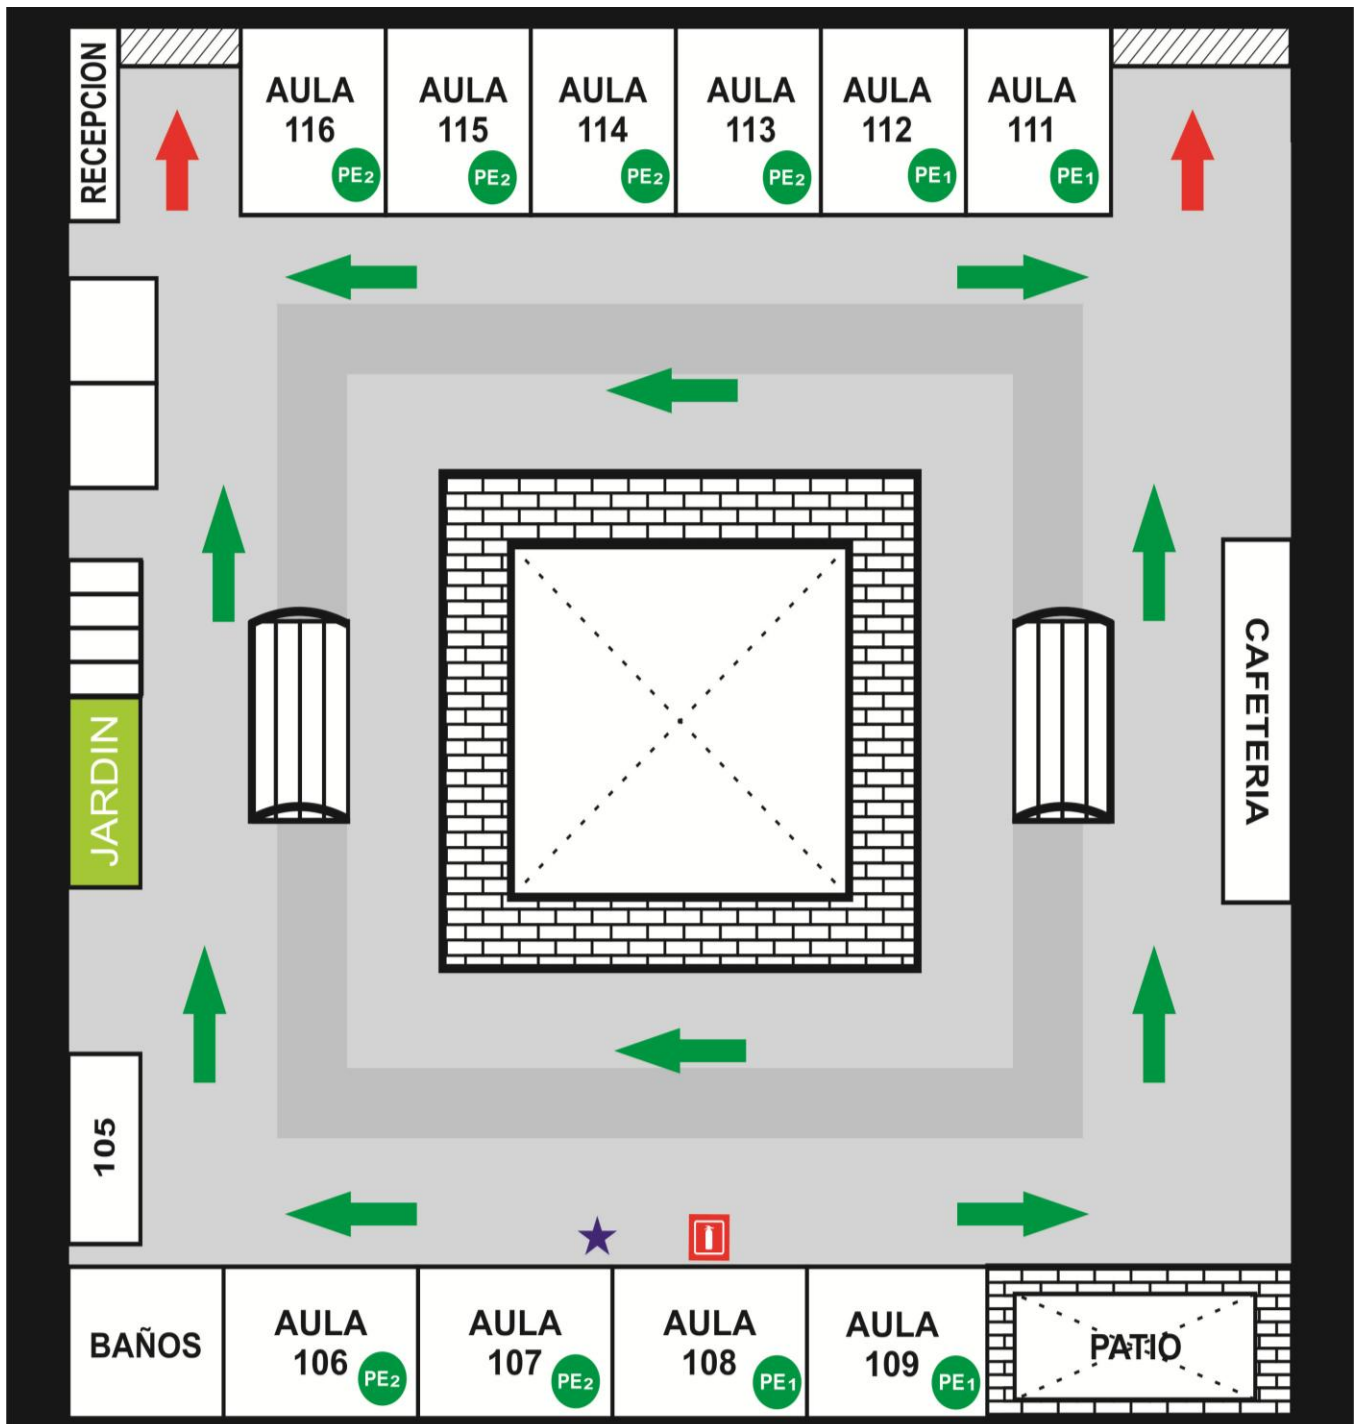 RECEPCION
AULA
116
PE2
AULA
115
PE2
AULA
114
PE2
AULA
113
PE2
AULA
112
PE1
AULA
111
PE1
JARDIN
CAFETERIA
105
BAÑOS
AULA
106
PE2
AULA
107
PE2
AULA
108
PE1
AULA
109
PE1
PATIO